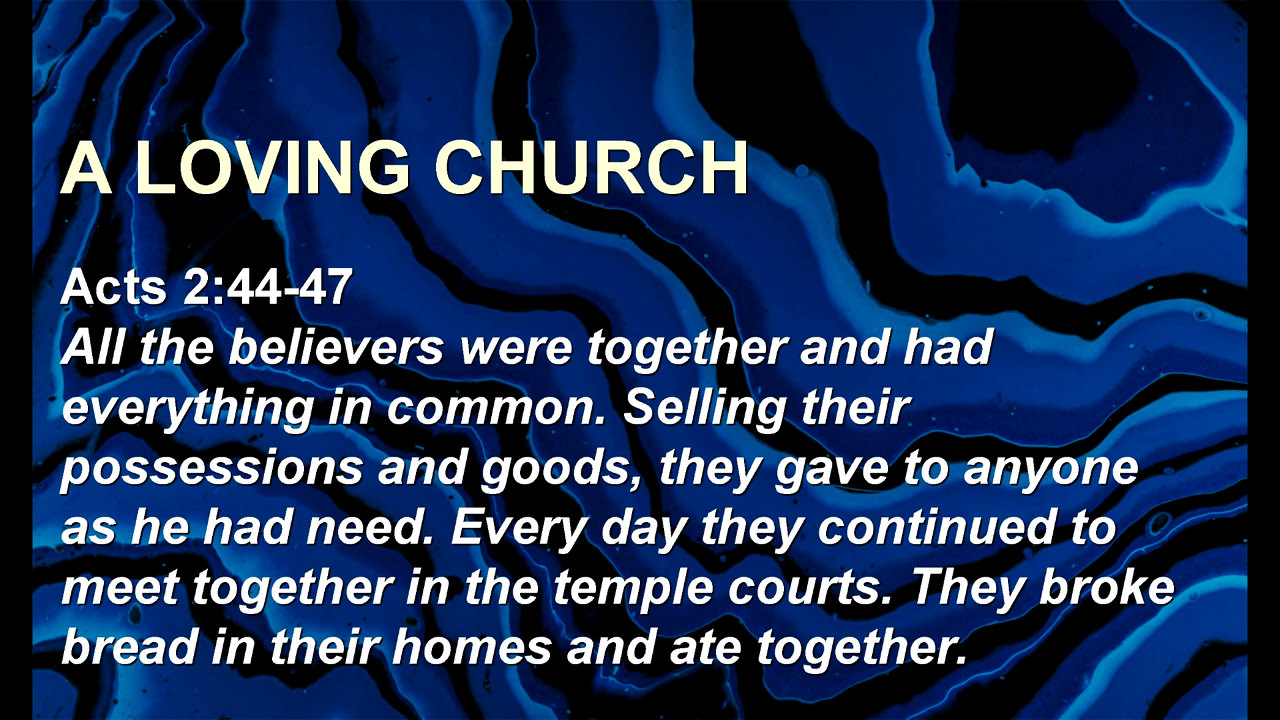 A LOVING CHURCH
Acts 2:44-47
All the believers were together and had
everything in common. Selling their
possessions and goods, they gave to anyone
as he had need. Every day they continued to
meet together in the temple courts. They broke
bread in their homes and ate together.